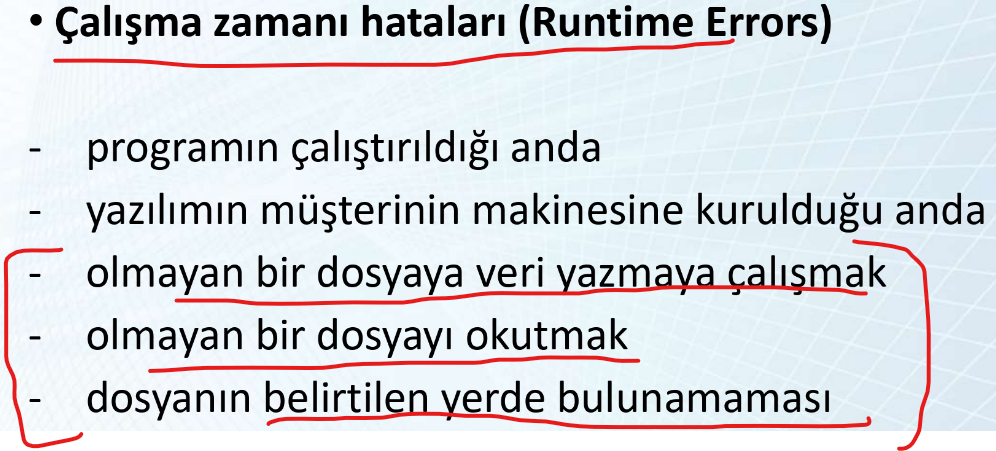 • Çalışma zamanı hataları (Runtime Errors)
- programın çalıştırıldığı anda
- yazılımın müşterinin makinesine kurulduğu anda
- olmayan bir dosyaya veri yazmaya çalışmak
- olmayan bir dosyayı okutmak
- dosyanın belirtilen yerde bulunamaması